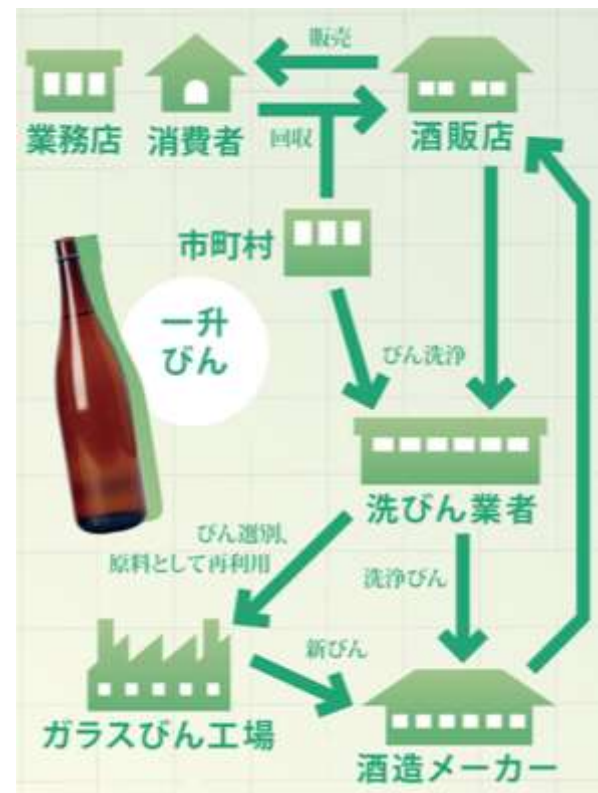 販売
業務店
消費者
回収
酒販店
市町村
一升
びん
びん洗浄
洗びん業者
びん選別、
原料として再利用
洗浄びん
新びん
ガラスびん工場
酒造メーカー